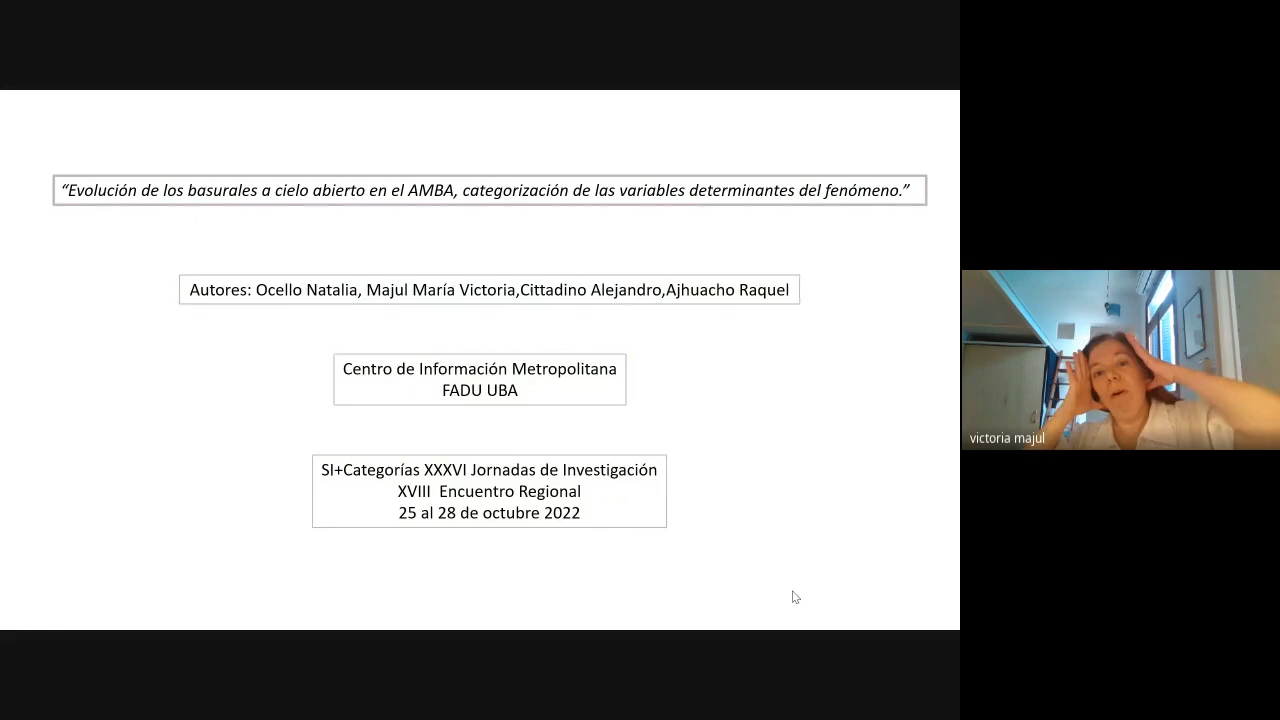 “Evolución de los basurales a cielo abierto en el AMBA, categorización de las variables determinantes del fenómeno.”
Autores: Ocello Natalia, Majul María Victoria,Cittadino Alejandro,Ajhuacho Raquel
Centro de Información Metropolitana
FADU UBA
SI+Categorías XXXVI Jornadas de Investigación
XVIII  Encuentro Regional
25 al 28 de octubre 2022
victoria majul